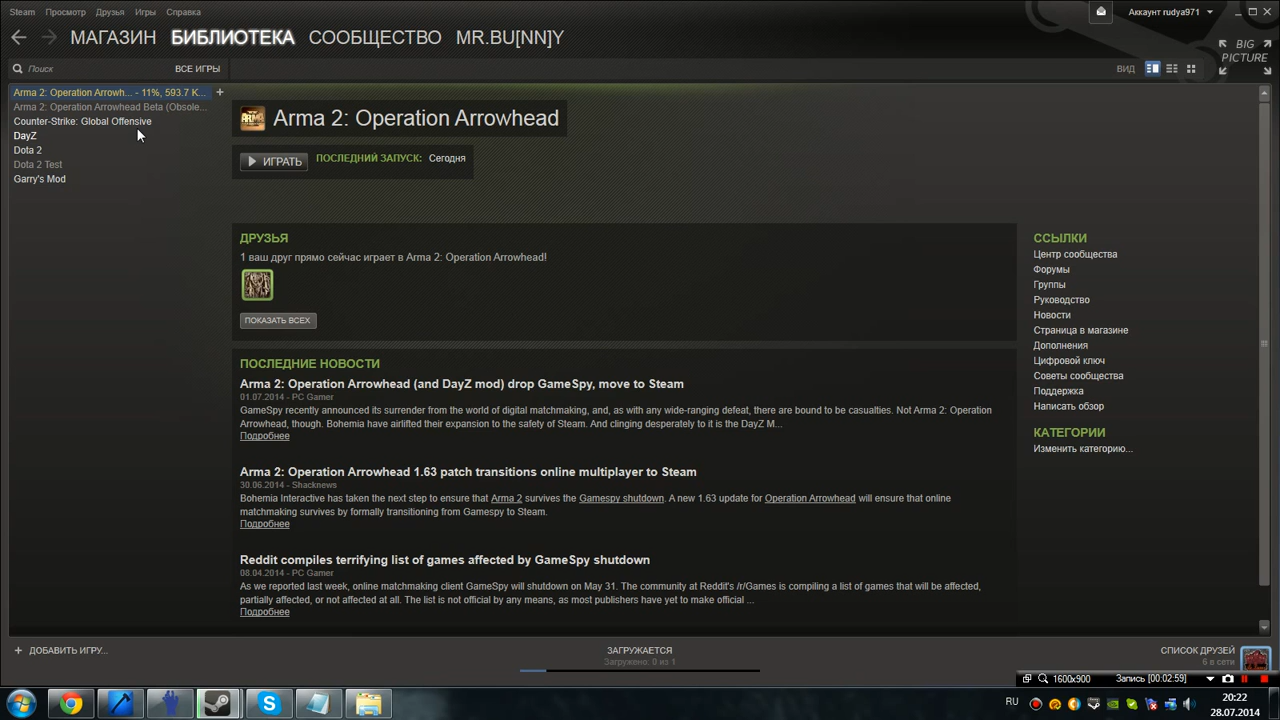 Steam Просмотр Друзья Игры Справка
Аккаунт rudya971
МАГАЗИН БИБЛИОТЕКА СООБЩЕСТВО MR.BU[NN]Y
BIG PICTURE
Поиск
ВСЕ ИГРЫ
ВИД
Arma 2: Operation Arrowh... - 11%, 593.7 K...
Arma 2: Operation Arrowhead Beta (Obsole...
Counter-Strike: Global Offensive
DayZ
Dota 2
Dota 2 Test
Garry's Mod
Arma 2: Operation Arrowhead
ИГРАТЬ
ПОСЛЕДНИЙ ЗАПУСК: Сегодня
ДРУЗЬЯ
1 ваш друг прямо сейчас играет в Arma 2: Operation Arrowhead!
ПОКАЗАТЬ ВСЕХ
ПОСЛЕДНИЕ НОВОСТИ
Arma 2: Operation Arrowhead (and DayZ mod) drop GameSpy, move to Steam
01.07.2014 - PC Gamer
GameSpy recently announced its surrender from the world of digital matchmaking, and, as with any wide-ranging defeat, there are bound to be casualties. Not Arma 2: Operation
Arrowhead, though. Bohemia have airlifted their expansion to the safety of Steam. And clinging desperately to it is the DayZ M...
Подробнее
Arma 2: Operation Arrowhead 1.63 patch transitions online multiplayer to Steam
30.06.2014 - Shacknews
Bohemia Interactive has taken the next step to ensure that Arma 2 survives the Gamespy shutdown. A new 1.63 update for Operation Arrowhead will ensure that online
matchmaking survives by formally transitioning from Gamespy to Steam.
Подробнее
Reddit compiles terrifying list of games affected by GameSpy shutdown
08.04.2014 - PC Gamer
As we reported last week, online matchmaking client GameSpy will shutdown on May 31. The community at Reddit's /r/Games is compiling a list of games that will be affected,
partially affected, or not affected at all. The list is not official by any means, as most publishers have yet to make official ...
Подробнее
ССЫЛКИ
Центр сообщества
Форумы
Группы
Руководство
Новости
Страница в магазине
Дополнения
Цифровой ключ
Советы сообщества
Поддержка
Написать обзор
КАТЕГОРИИ
Изменить категорию...
ДОБАВИТЬ ИГРУ...
ЗАГРУЖАЕТСЯ
Загружено: 0 из 1
СПИСОК ДРУЗЕЙ
6 в сети
1600x900 Запись [00:02:59]
RU
20:22
28.07.2014